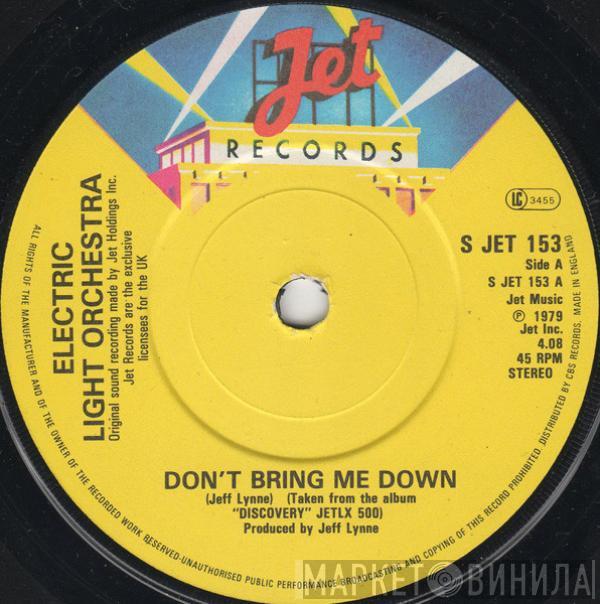 Jet
RECORDS
LC 3455
S JET 153
Side A
S JET 153 A
Jet Music
℗ 1979
Jet Inc.
4.08
45 RPM
STEREO
ELECTRIC
LIGHT ORCHESTRA
Original sound recording made by Jet Holdings Inc.
Jet Records are the exclusive
licensees for the UK
DON'T BRING ME DOWN
(Jeff Lynne) (Taken from the album
"DISCOVERY" JETLX 500)
Produced by Jeff Lynne
ALL RIGHTS OF THE MANUFACTURER AND OF THE OWNER OF THE RECORDED WORK RESERVED-UNAUTHORISED PUBLIC PERFORMANCE BROADCASTING AND COPYING OF THIS RECORD PROHIBITED. DISTRIBUTED BY CBS RECORDS. MADE IN ENGLAND
МАРКЕТ ВИНИЛА